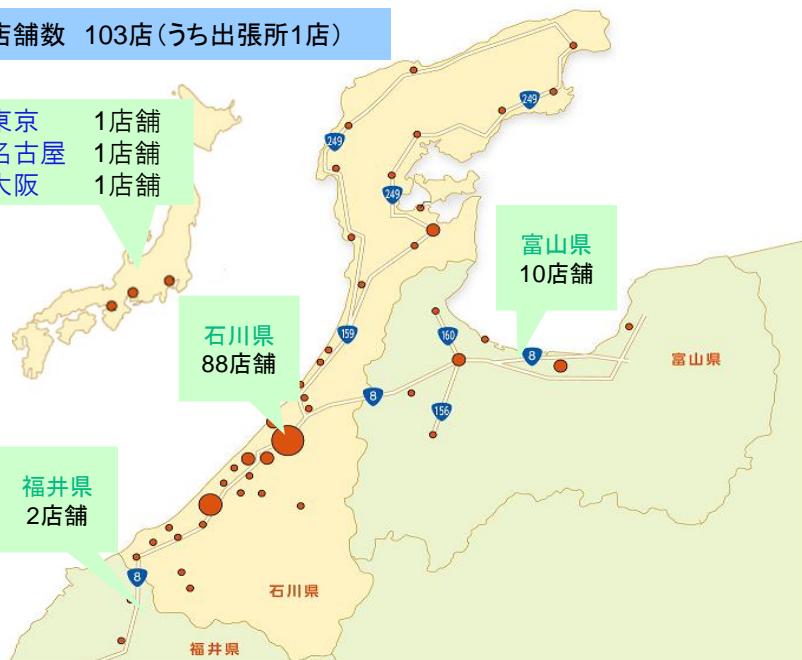 店舗数 103店(うち出張所1店)
東京 1店舗
名古屋 1店舗
大阪 1店舗
249
249
249
富山県
10店舗
石川県
88店舗
159
160
8
富山県
8
156
福井県
2店舗
8
石川県
福井県